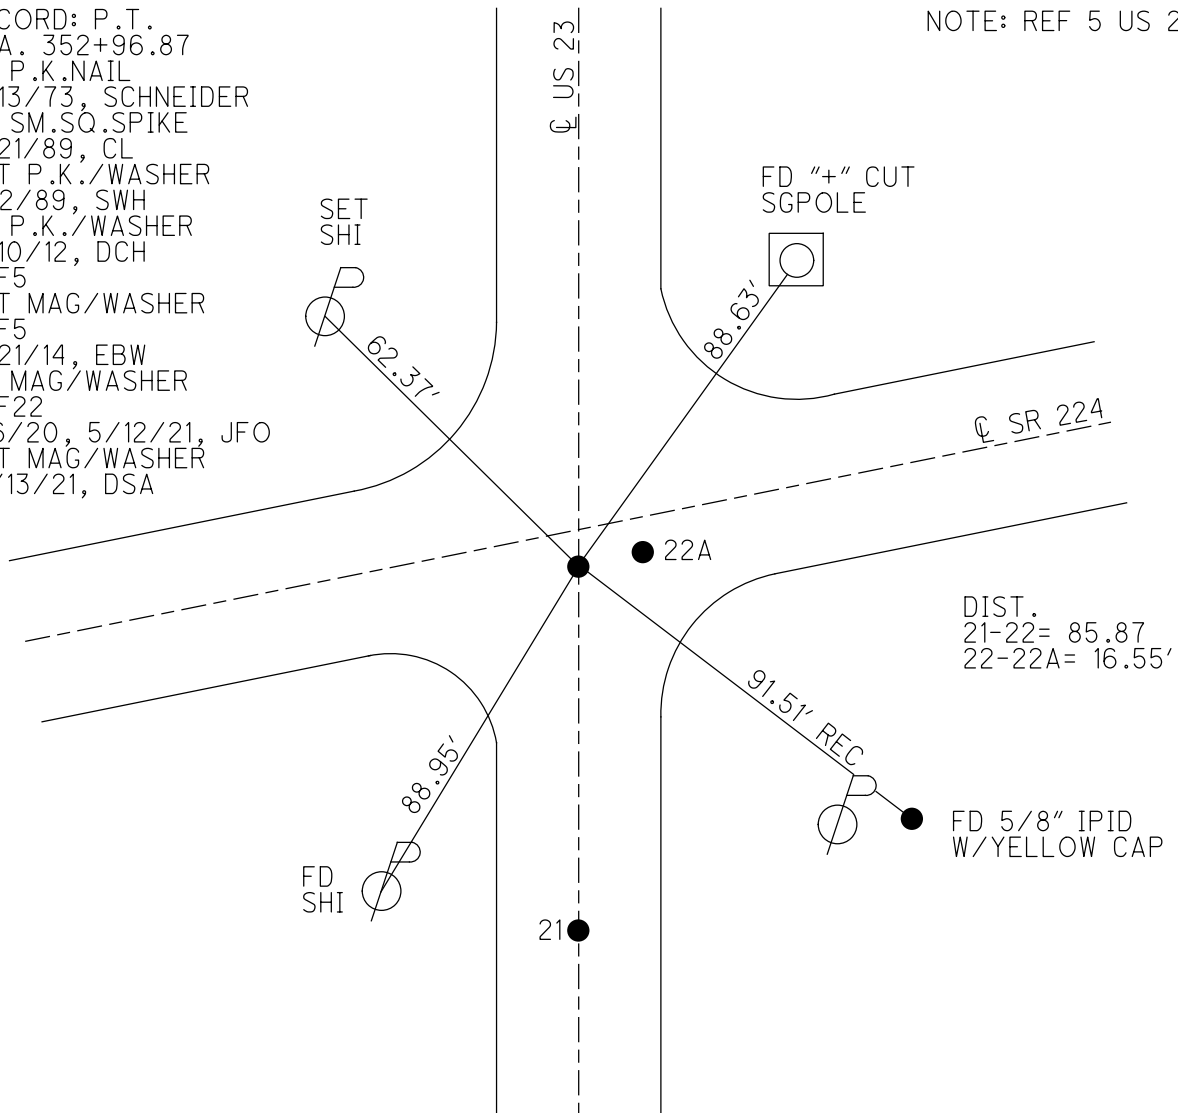 CORD: P.T.
A. 352+96.87
P.K.NAIL
13/73, SCHNEIDER
SM.SQ.SPIKE
21/89, CL
T P.K./WASHER
2/89, SWH
P.K./WASHER
10/12, DCH
F5
T MAG/WASHER
F5
21/14, EBW
MAG/WASHER
F22
6/20, 5/12/21, JFO
T MAG/WASHER
/13/21, DSA
NOTE: REF 5 US 2
℄ US 23
FD "+" CUT
SGPOLE
SET
SHI
62.37'
88.63'
℄ SR 224
22A
DIST.
21-22= 85.87
22-22A= 16.55'
91.51' REC
88.95'
FD 5/8" IPID
W/YELLOW CAP
FD
SHI
21